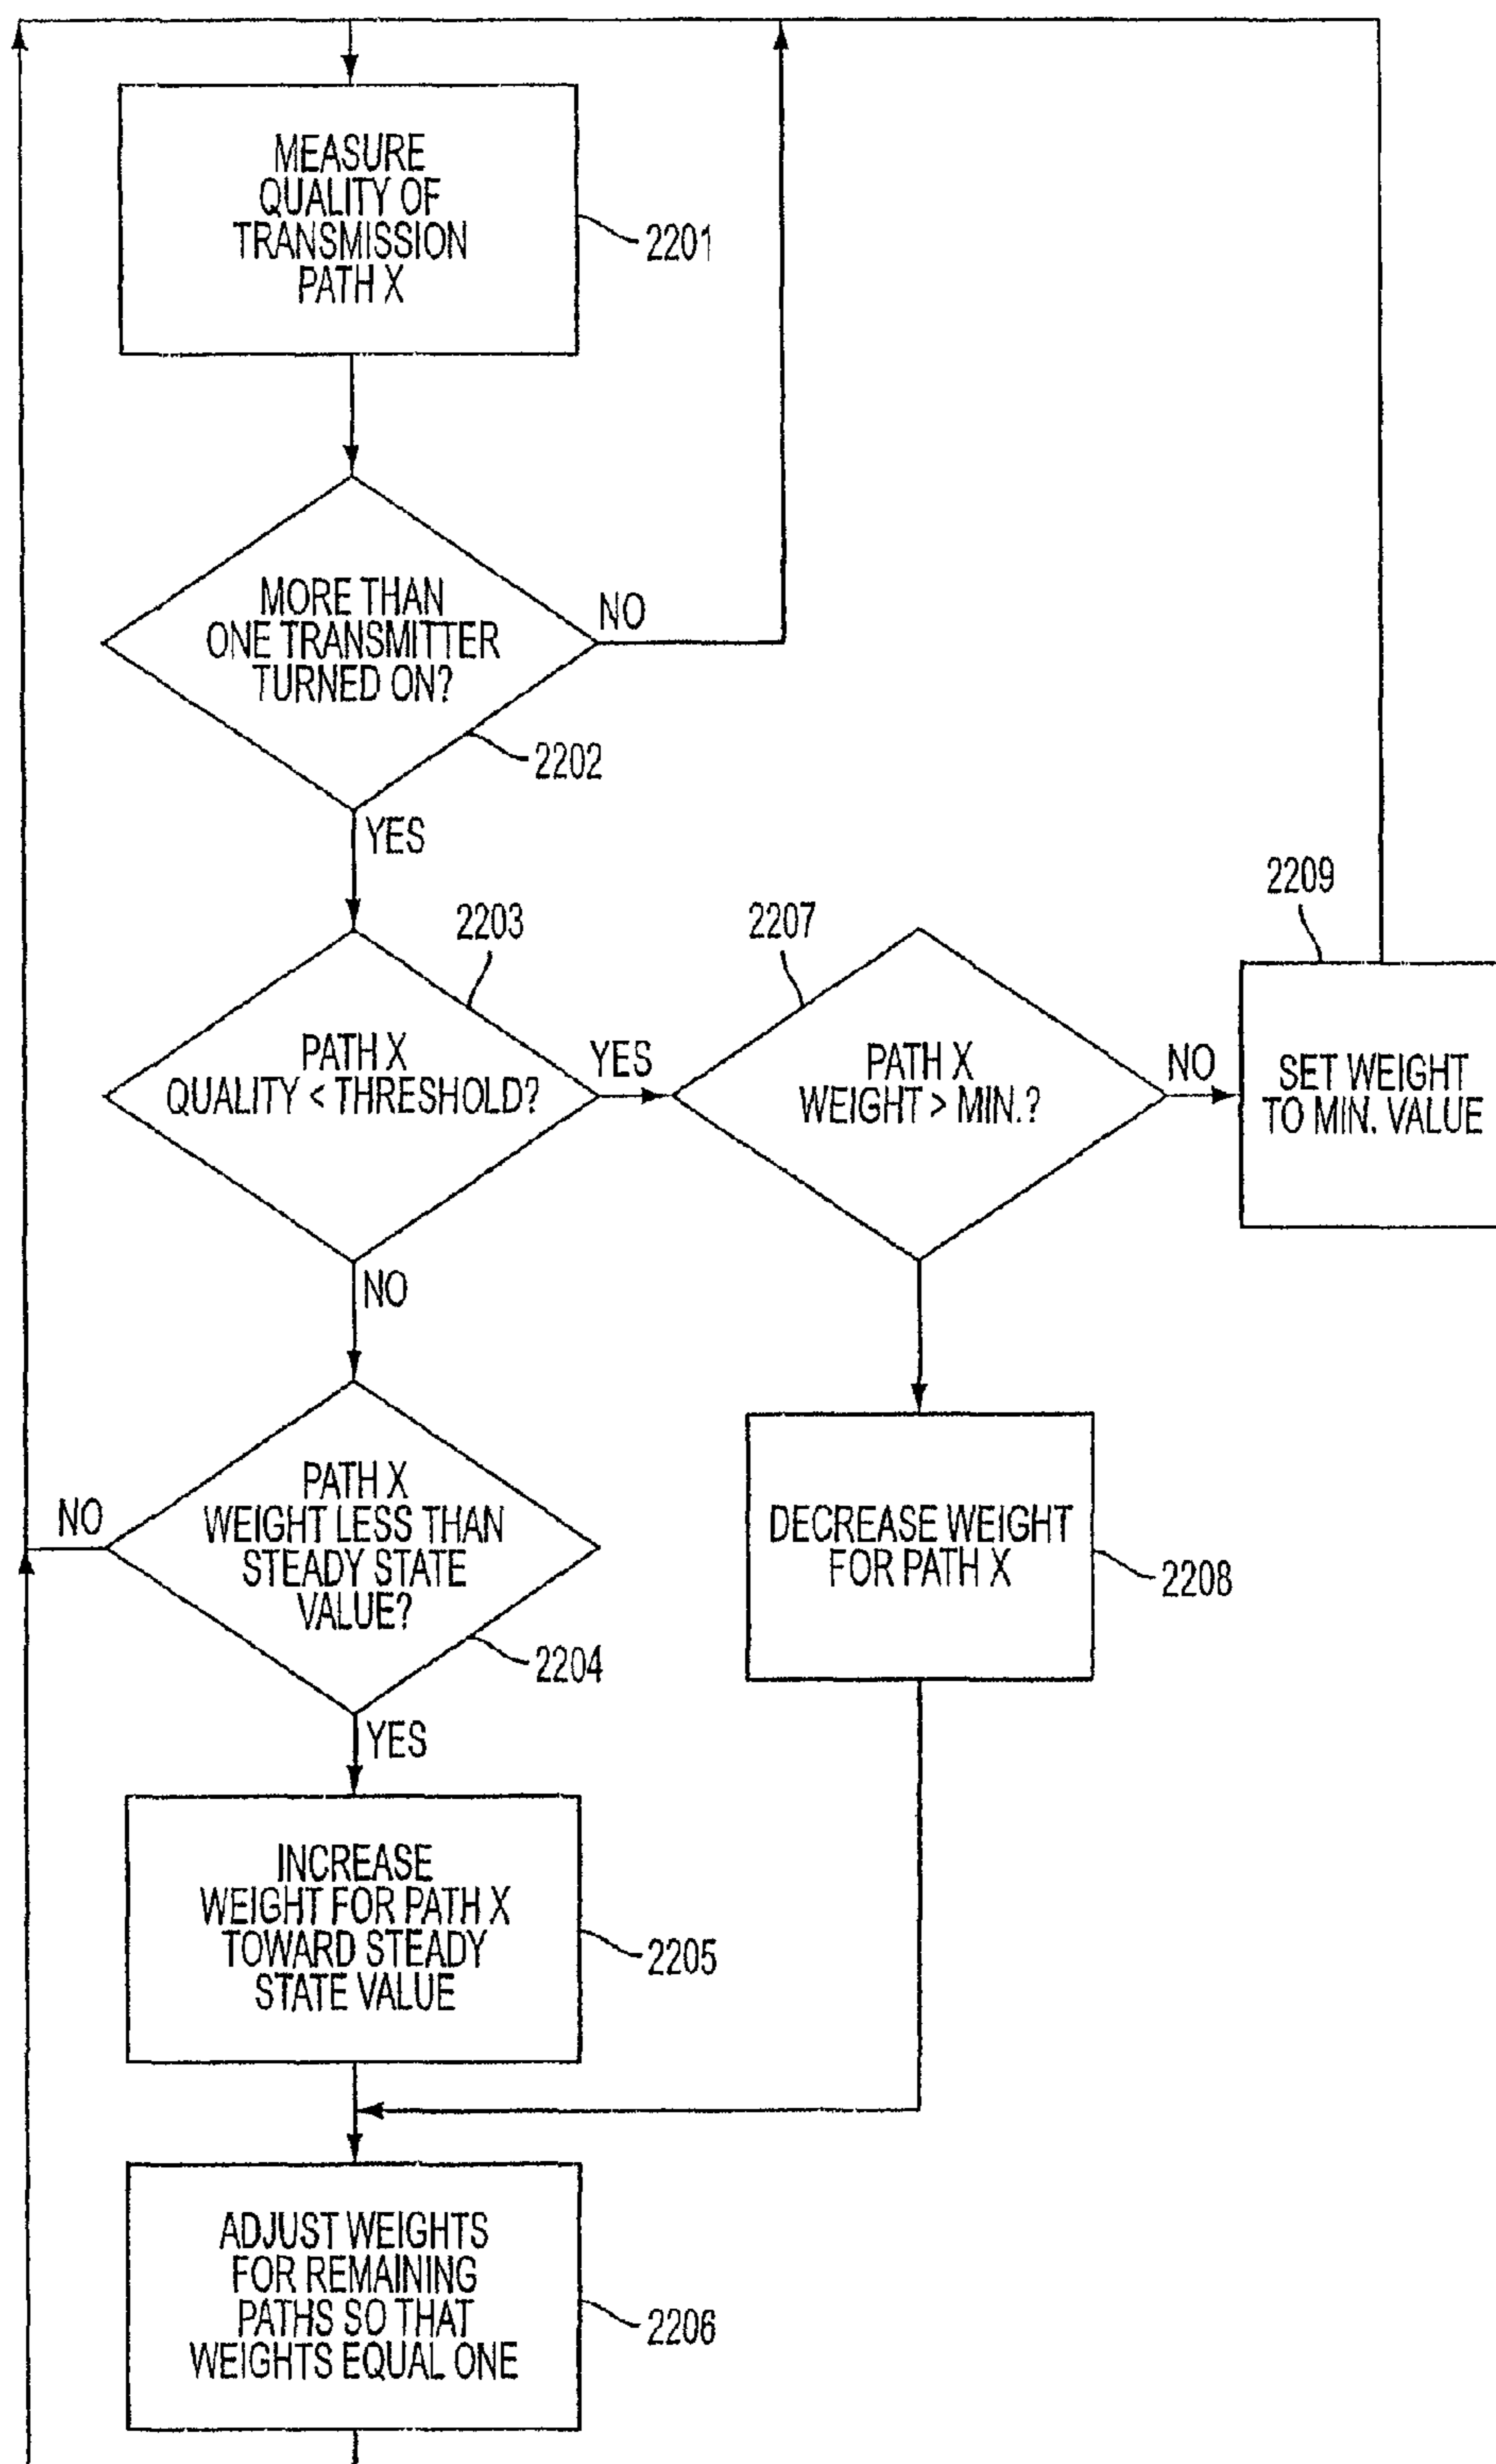 MEASURE
QUALITY OF
TRANSMISSION
PATH X
2201
MORE THAN
ONE TRANSMITTER
TURNED ON?
NO
2202
YES
2203
PATH X
QUALITY < THRESHOLD?
YES
2207
PATH X
WEIGHT > MIN.?
NO
2209
SET WEIGHT
TO MIN. VALUE
NO
PATH X
WEIGHT LESS THAN
STEADY STATE
VALUE?
NO
2204
YES
DECREASE WEIGHT
FOR PATH X
2208
INCREASE
WEIGHT FOR PATH X
TOWARD STEADY
STATE VALUE
2205
ADJUST WEIGHTS
FOR REMAINING
PATHS SO THAT
WEIGHTS EQUAL ONE
2206